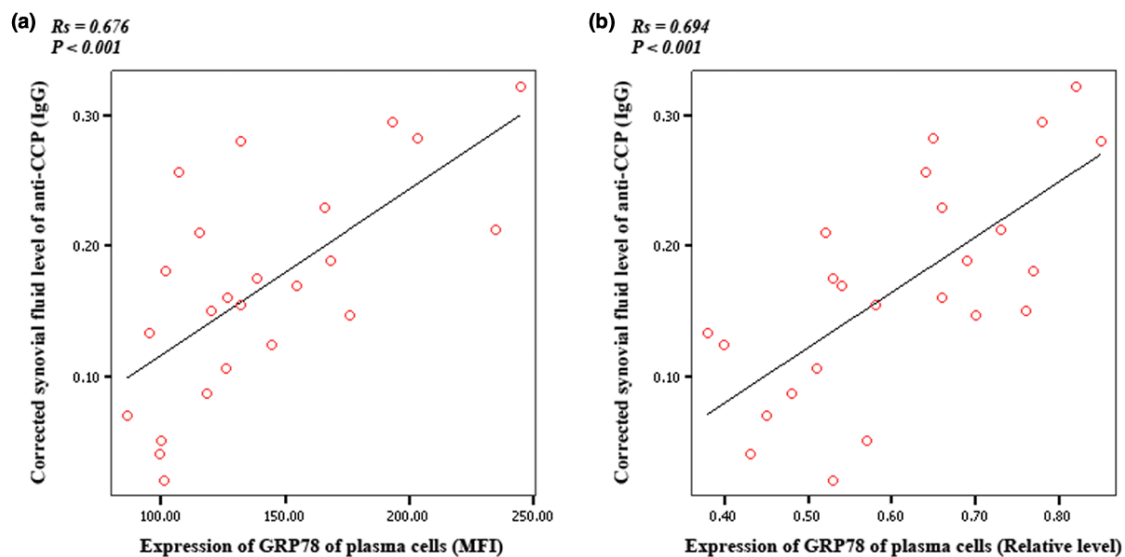 (a)
Rs = 0.676
P < 0.001
Corrected synovial fluid level of anti-CCP (IgG)
0.30
0.20
0.10
100.00 150.00 200.00 250.00
Expression of GRP78 of plasma cells (MFI)
(b)
Rs = 0.694
P < 0.001
Corrected synovial fluid level of anti-CCP (IgG)
0.30
0.20
0.10
0.40 0.50 0.60 0.70 0.80
Expression of GRP78 of plasma cells (Relative level)